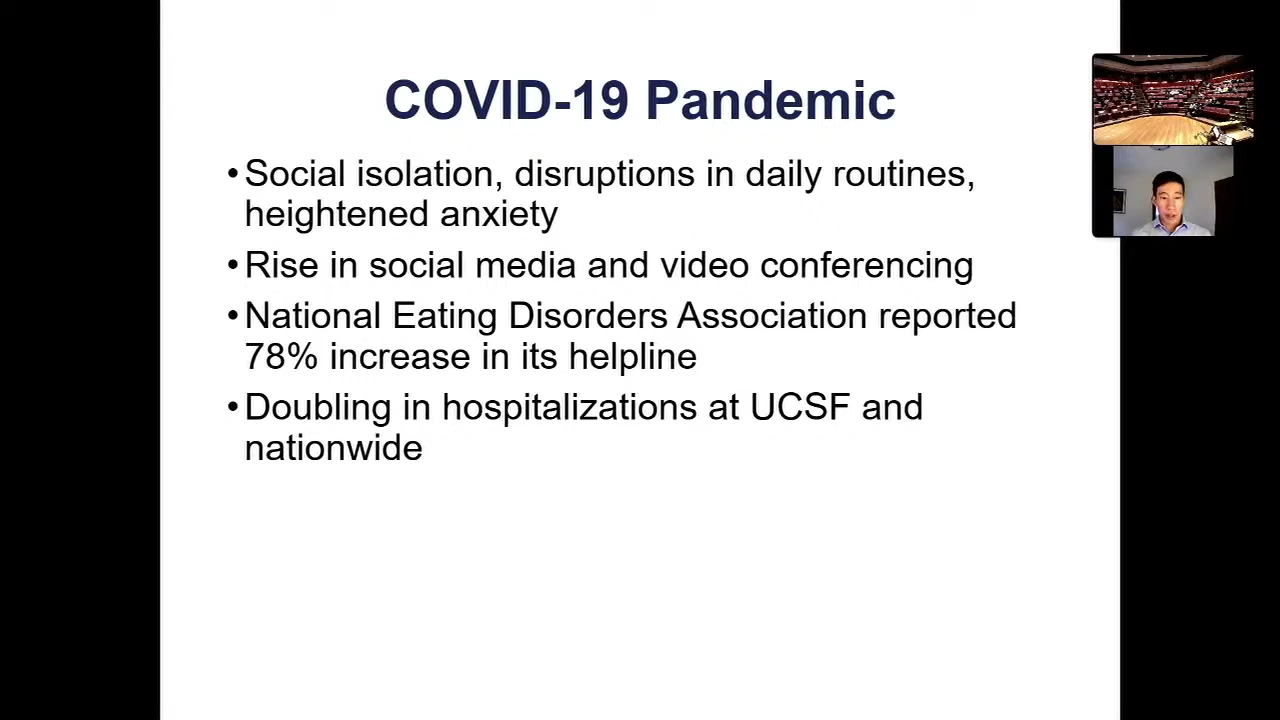 COVID-19 Pandemic
•Social isolation, disruptions in daily routines,
heightened anxiety
•Rise in social media and video conferencing
•National Eating Disorders Association reported
78% increase in its helpline
•Doubling in hospitalizations at UCSF and
nationwide